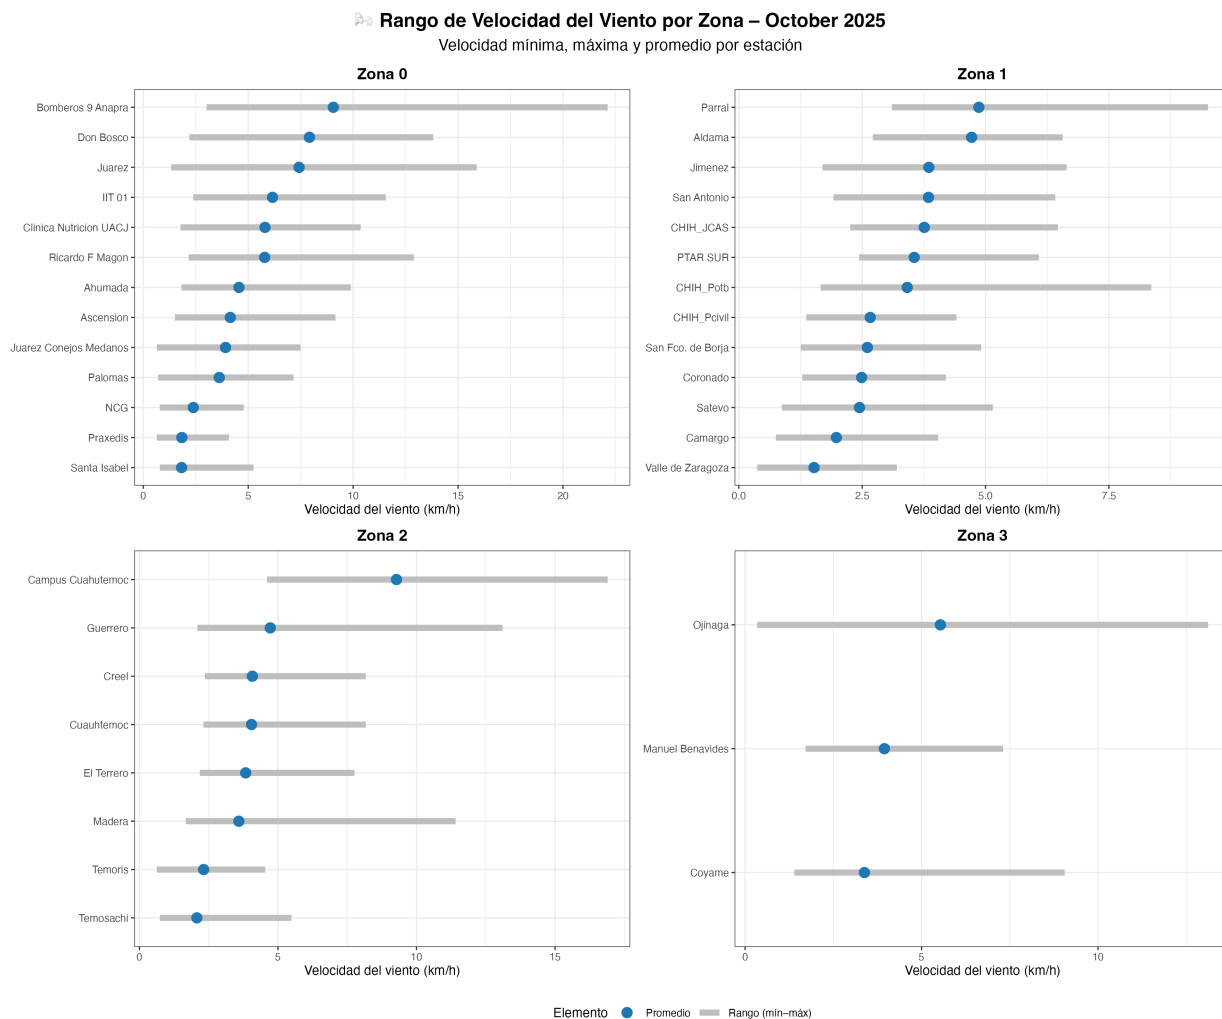 Rango de Velocidad del Viento por Zona – October 2025
Velocidad mínima, máxima y promedio por estación
Zona 0
Bomberos 9 Anapra
Don Bosco
Juarez
IIT 01
Clinica Nutricion UACJ
Ricardo F Magon
Ahumada
Ascension
Juarez Conejos Medanos
Palomas
NCG
Praxedis
Santa Isabel
0 5 10 15 20
Velocidad del viento (km/h)
Zona 1
Parral
Aldama
Jimenez
San Antonio
CHIH_JCAS
PTAR SUR
CHIH_Potb
CHIH_Pcivil
San Fco. de Borja
Coronado
Satevo
Camargo
Valle de Zaragoza
0.0 2.5 5.0 7.5
Velocidad del viento (km/h)
Zona 2
Campus Cuahutemoc
Guerrero
Creel
Cuauhtemoc
El Terrero
Madera
Temoris
Temosachi
0 5 10 15
Velocidad del viento (km/h)
Zona 3
Ojinaga
Manuel Benavides
Coyame
0 5 10
Velocidad del viento (km/h)
Elemento Promedio Rango (mín–máx)